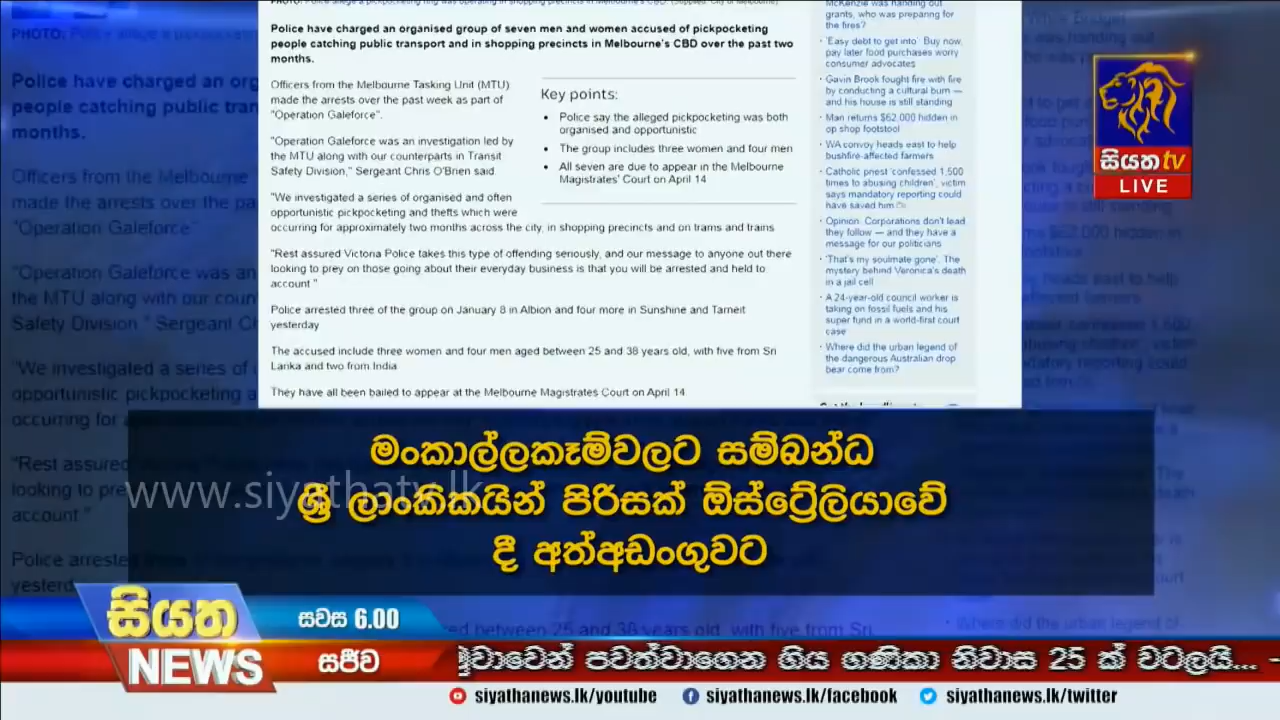 Police have charged an organised group of seven men and women accused of pickpocketing
people catching public transport and in shopping precincts in Melbourne's CBD over the past two
months.
Officers from the Melbourne Tasking Unit (MTU)
made the arrests over the past week as part of
"Operation Galeforce".
"Operation Galeforce was an investigation led by
the MTU along with our counterparts in Transit
Safety Division," Sergeant Chris O'Brien said
"We investigated a series of organised and often
opportunistic pickpocketing and thefts which were
occurring for approximately two months across the city, in shopping precincts and on trams and trains
"Rest assured Victoria Police takes this type of offending seriously, and our message to anyone out there
looking to prey on those going about their everyday business is that you will be arrested and held to
account "
Police arrested three of the group on January 8 in Albion and four more in Sunshine and Tarneit
yesterday
The accused include three women and four men aged between 25 and 38 years old, with five from Sri
Lanka and two from India
They have all been bailed to appear at the Melbourne Magistrates Court on April 14
Key points:
• Police say the alleged pickpocketing was both
organised and opportunistic
• The group includes three women and four men
• All seven are due to appear in the Melbourne
Magistrates' Court on April 14
McKenzie was handing out
grants, who was preparing for
the fires?
'Easy debt to get into' Buy now,
pay later food purchases worry
consumer advocates
Gavin Brook fought fire with fire
by conducting a cultural burn —
and his house is still standing
Man returns $62,000 hidden in
op shop footstool
WA convoy heads east to help
bushfire-affected farmers
Catholic priest 'confessed 1,500
times to abusing children', victim
says mandatory reporting could
have saved him
Opinion: Corporations don't lead
they follow — and they have a
message for our politicians
'That's my soulmate gone'. The
mystery behind Veronica's death
in a jail cell
A 24-year-old council worker is
taking on fossil fuels and his
super fund in a world-first court
case
Where did the urban legend of
the dangerous Australian drop
bear come from?
සියත tv
LIVE
මංකාල්ලකෑම්වලට සම්බන්ධ
ශ්‍රී ලාංකිකයින් පිරිසක් ඕස්ට්‍රේලියාවේ
දී අත්අඩංගුවට
www.siyathatv.lk
සියත
NEWS
සවස 6.00
සජීව
පවත්වාගෙන ගිය ගණිකා නිවාස 25 ක් වටලයි... -
siyathanews.lk/youtube siyathanews.lk/facebook siyathanews.lk/twitter